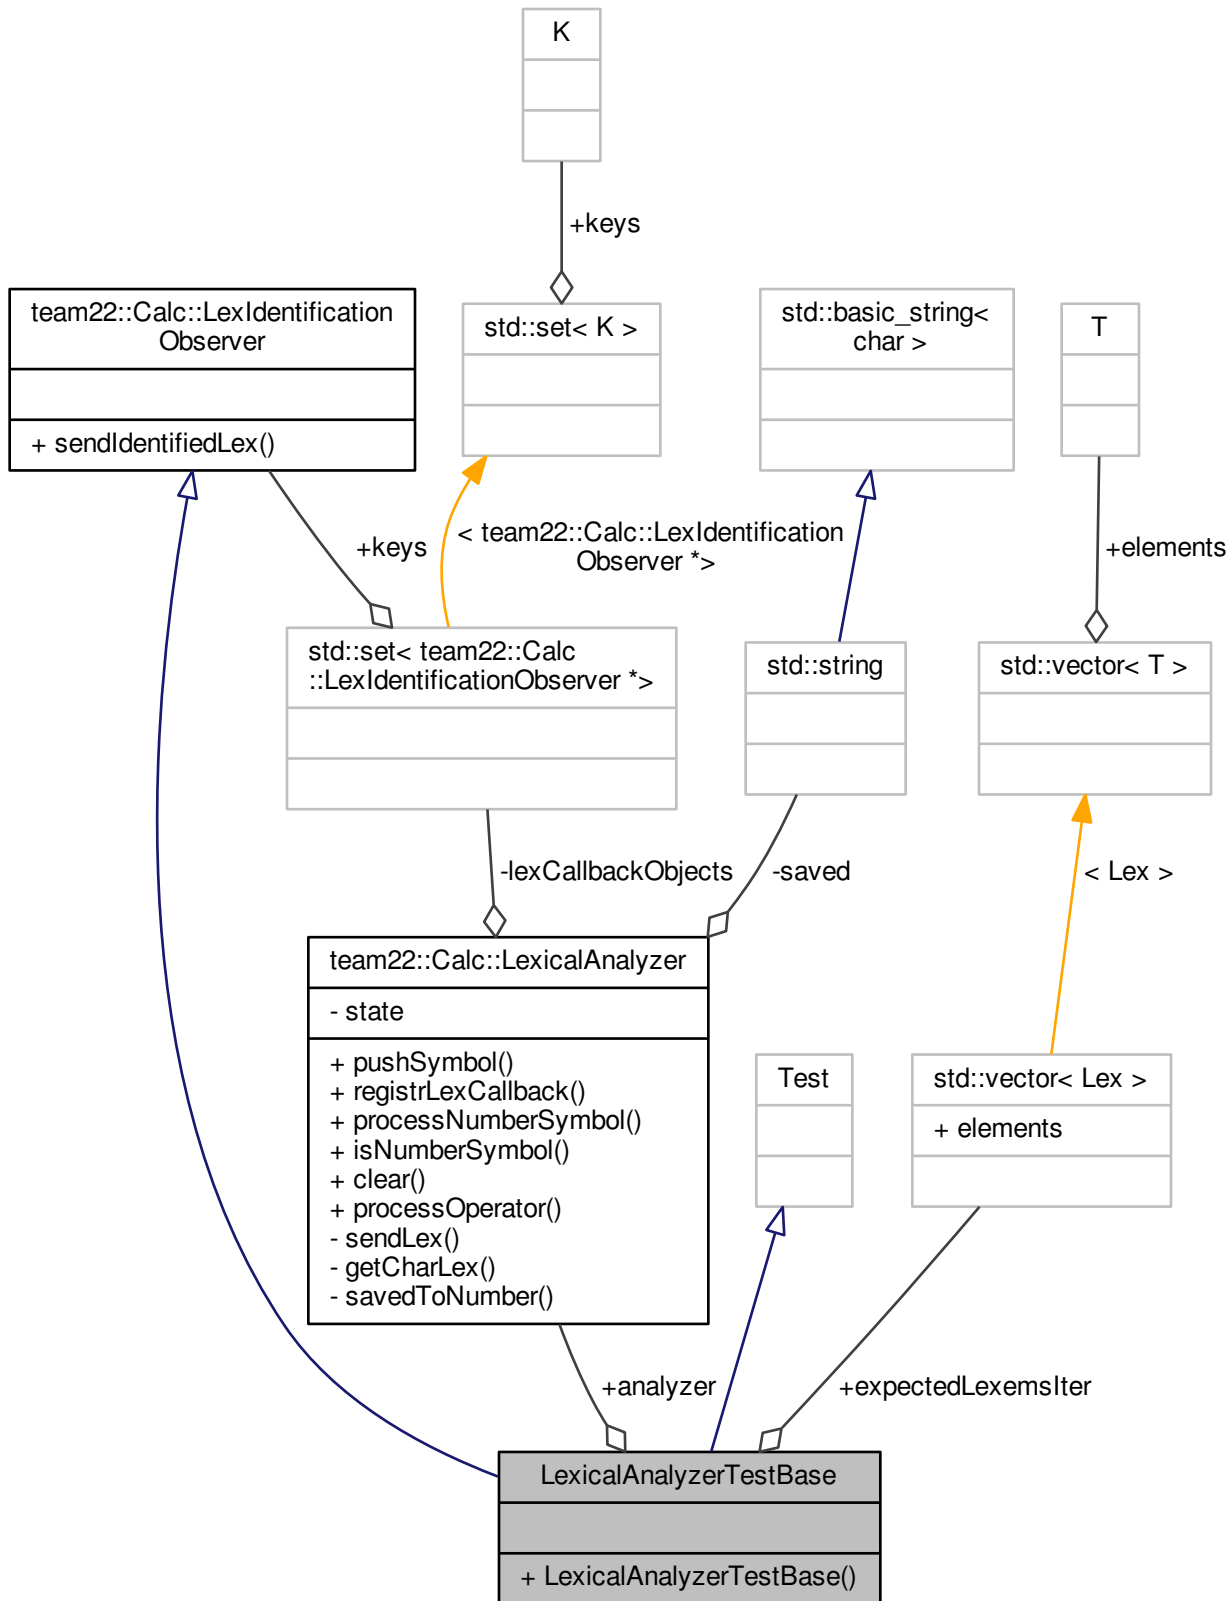 K
+keys
team22::Calc::LexIdentification
Observer
+ sendIdentifiedLex()
std::set< K >
std::basic_string<
char >
T
+keys
< team22::Calc::LexIdentification
Observer *>
+elements
std::set< team22::Calc
::LexIdentificationObserver *>
std::string
std::vector< T >
-lexCallbackObjects
-saved
< Lex >
team22::Calc::LexicalAnalyzer
- state
+ pushSymbol()
+ registrLexCallback()
+ processNumberSymbol()
+ isNumberSymbol()
+ clear()
+ processOperator()
- sendLex()
- getCharLex()
- savedToNumber()
Test
std::vector< Lex >
+ elements
+analyzer
+expectedLexemsIter
LexicalAnalyzerTestBase
+ LexicalAnalyzerTestBase()